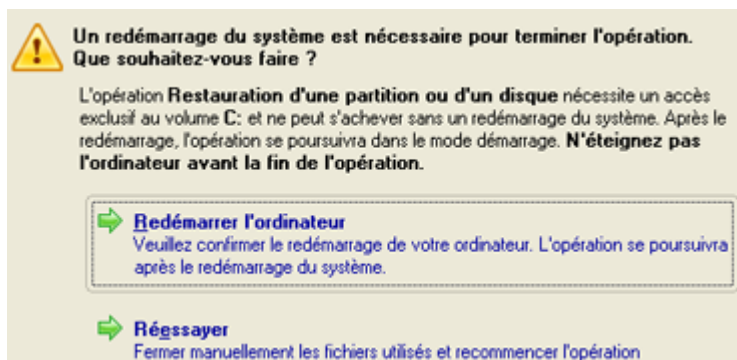 Un redémarrage du système est nécessaire pour terminer l'opération.
Que souhaitez-vous faire ?
L'opération Restauration d'une partition ou d'un disque nécessite un accès
exclusif au volume C: et ne peut s'achever sans un redémarrage du système. Après le
redémarrage, l'opération se poursuivra dans le mode démarrage. N'éteignez pas
l'ordinateur avant la fin de l'opération.
Redémarrer l'ordinateur
Veuillez confirmer le redémarrage de votre ordinateur. L'opération se poursuivra
après le redémarrage du système.
Réessayer
Fermer manuellement les fichiers utilisés et recommencer l'opération